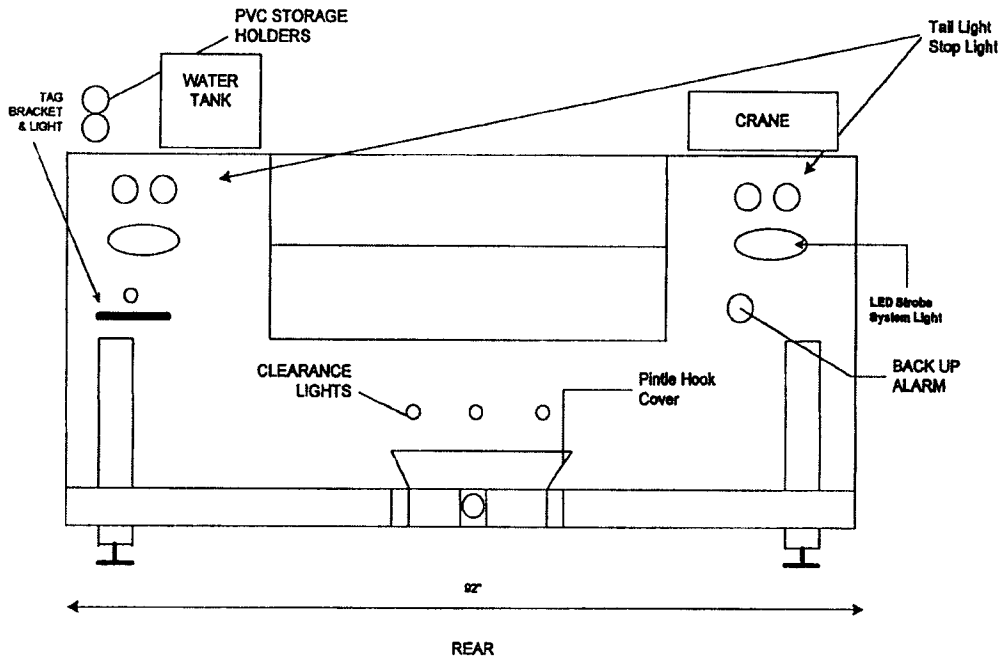 PVC STORAGE
HOLDERS
Tail Light
Stop Light
WATER
TANK
TAG
BRACKET
& LIGHT
CRANE
LED Strobe
System Light
CLEARANCE
LIGHTS
Pintle Hook
Cover
BACK UP
ALARM
92"
REAR